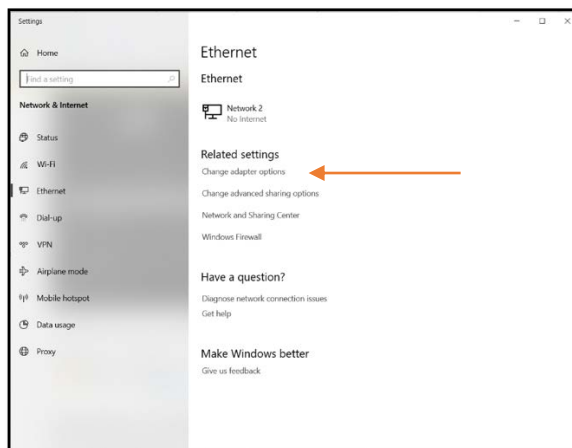 Settings
Home
Find a setting
Network & Internet
Status
Wi-Fi
Ethernet
Dial-up
VPN
Airplane mode
Mobile hotspot
Data usage
Proxy
Ethernet
Ethernet
Network 2
No Internet
Related settings
Change adapter options
Change advanced sharing options
Network and Sharing Center
Windows Firewall
Have a question?
Diagnose network connection issues
Get help
Make Windows better
Give us feedback